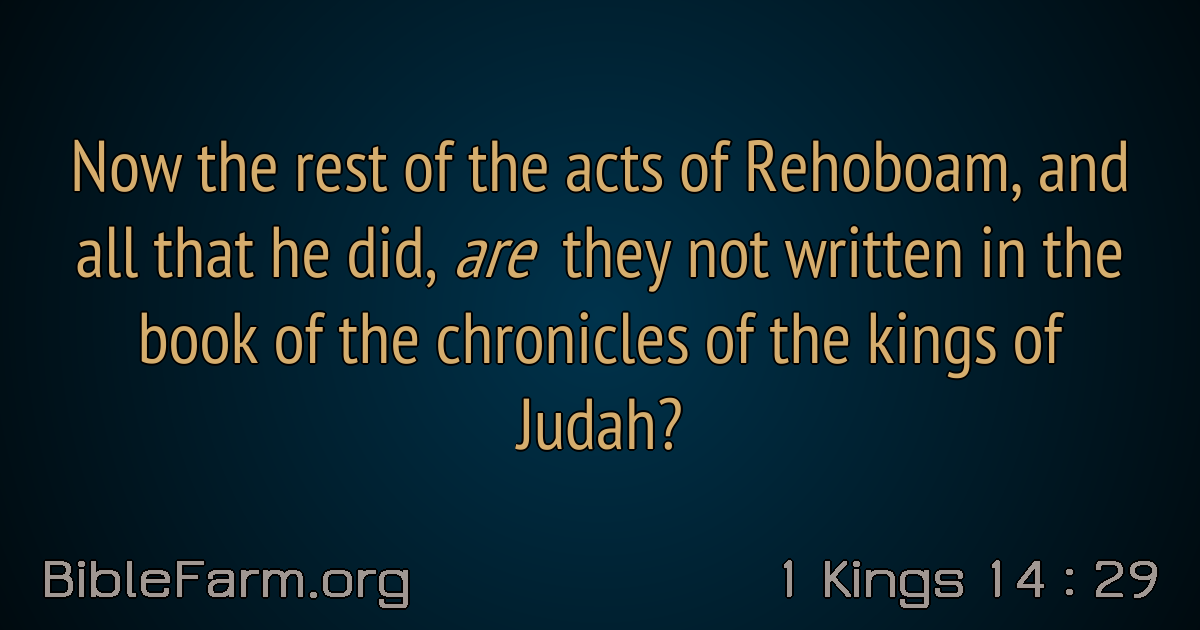 Now the rest of the acts of Rehoboam, and
all that he did, are they not written in the
book of the chronicles of the kings of
Judah?
BibleFarm.org
1 Kings 14 : 29